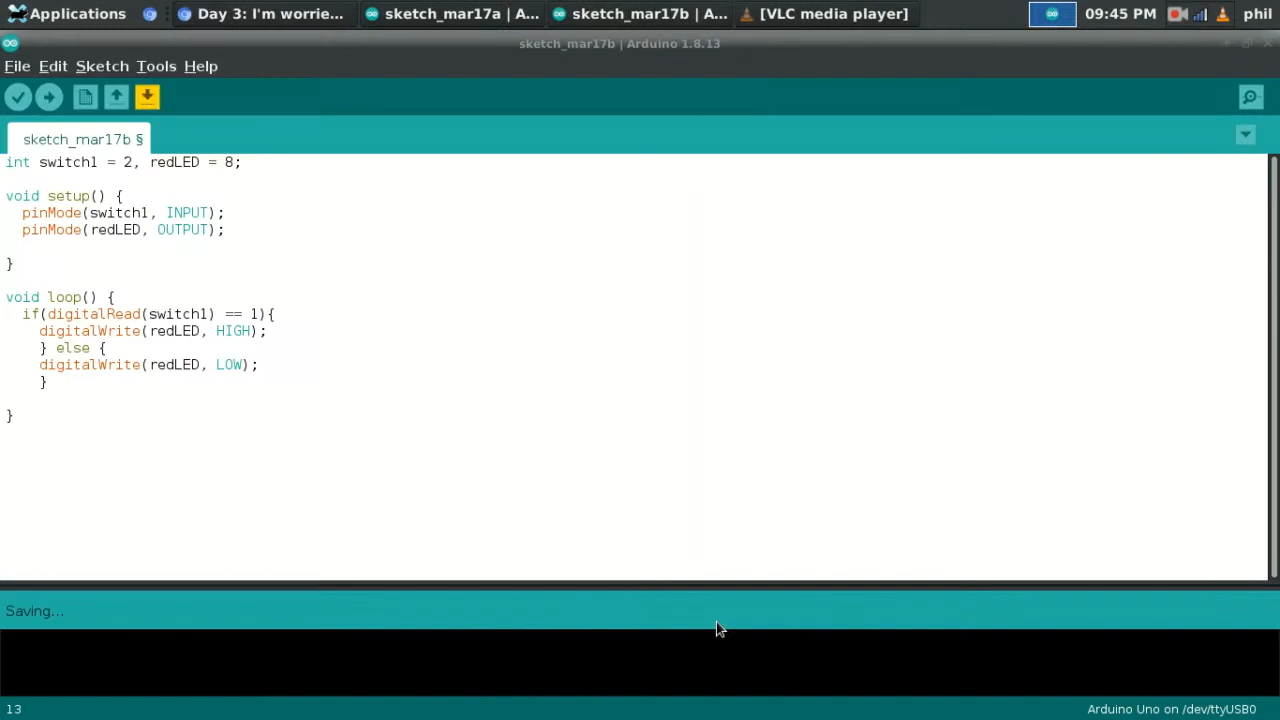 Applications
Day 3: I'm worrie...
sketch_mar17a | A...
sketch_mar17b | A...
[VLC media player]
09:45 PM
phil
sketch_mar17b | Arduino 1.8.13
File Edit Sketch Tools Help
sketch_mar17b §
int switch1 = 2, redLED = 8;
void setup() {
pinMode(switch1, INPUT);
pinMode(redLED, OUTPUT);
}
void loop() {
if(digitalRead(switch1) == 1){
digitalWrite(redLED, HIGH);
} else {
digitalWrite(redLED, LOW);
}
}
Saving...
13
Arduino Uno on /dev/ttyUSB0